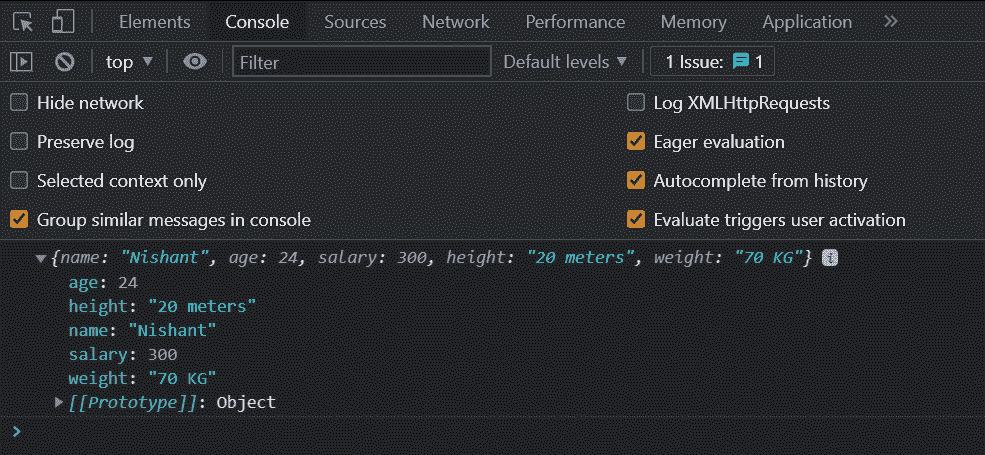 Elements Console Sources Network Performance Memory Application »
top ▼ Filter Default levels ▼ 1 Issue: 1
Hide network Log XMLHttpRequests
Preserve log Eager evaluation
Selected context only Autocomplete from history
Group similar messages in console Evaluate triggers user activation
▼{name: "Nishant", age: 24, salary: 300, height: "20 meters", weight: "70 KG"} i
age: 24
height: "20 meters"
name: "Nishant"
salary: 300
weight: "70 KG"
▶[[Prototype]]: Object
>